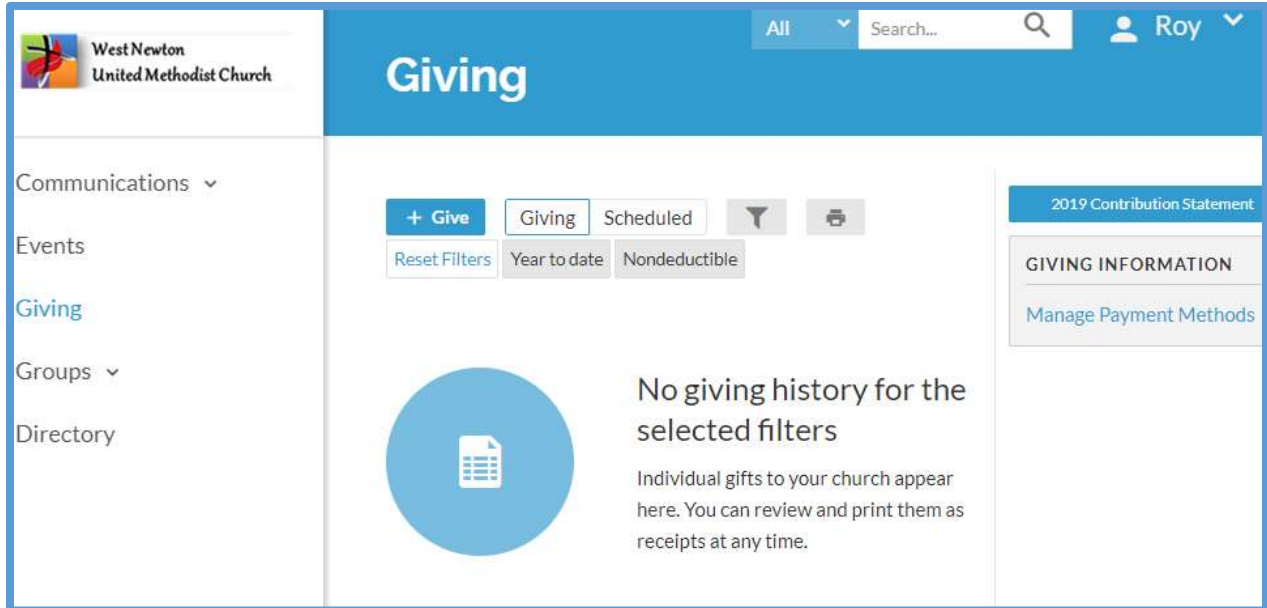 West Newton
United Methodist Church
Giving
All
Search...
Roy
Communications
Events
Giving
Groups
Directory
+ Give
Giving
Scheduled
Reset Filters
Year to date
Nondeductible
No giving history for the
selected filters
Individual gifts to your church appear
here. You can review and print them as
receipts at any time.
2019 Contribution Statement
GIVING INFORMATION
Manage Payment Methods